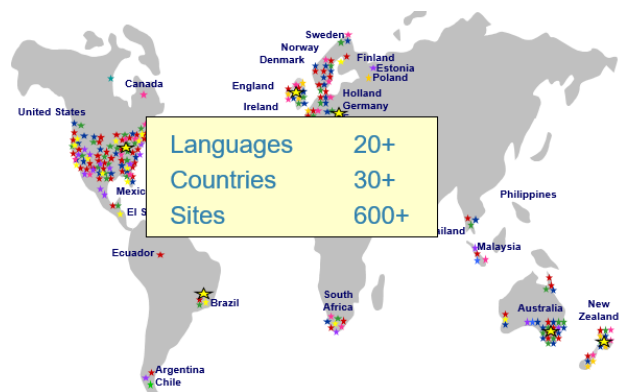 Sweden
Norway
Denmark
Finland
Estonia
Poland
Canada
England
Holland
Germany
Ireland
United States
Languages 20+
Countries 30+
Sites 600+
Mexic
El S
Philippines
ailand
Malaysia
Ecuador
Brazil
South
Africa
Australia
New
Zealand
Argentina
Chile